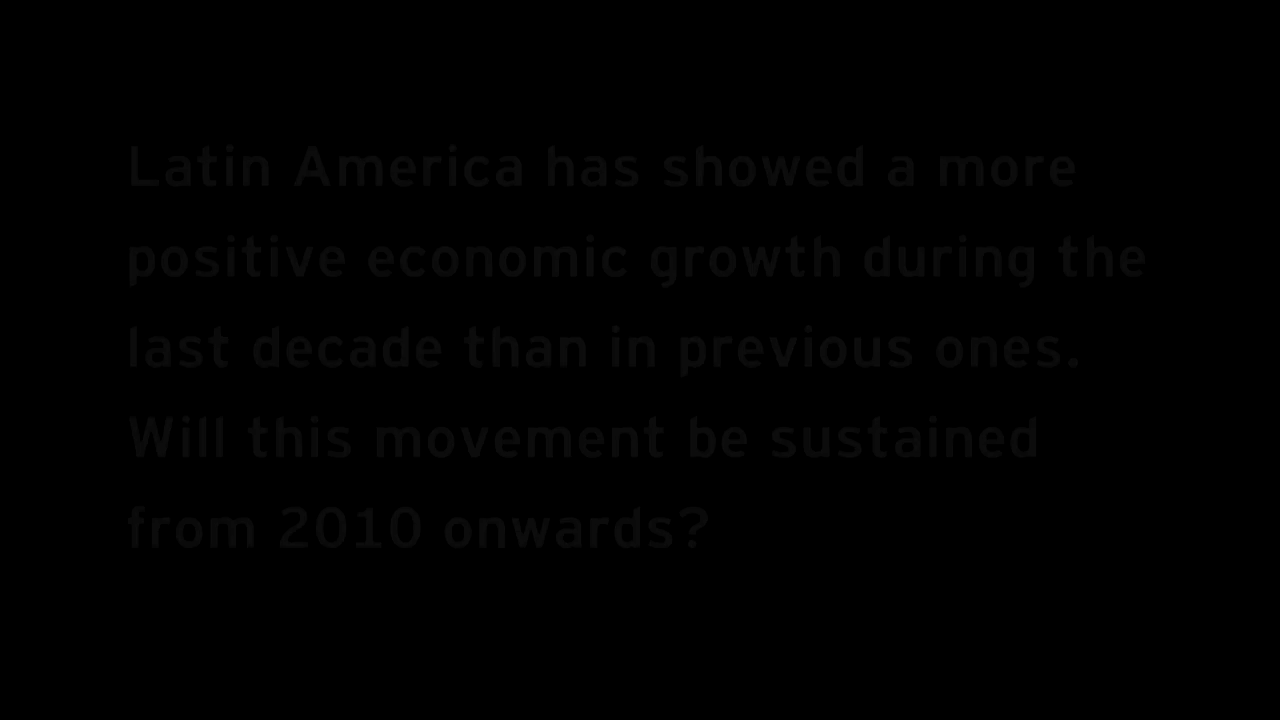 Latin America has showed a more
positive economic growth during the
last decade than in previous ones.
Will this movement be sustained
from 2010 onwards?